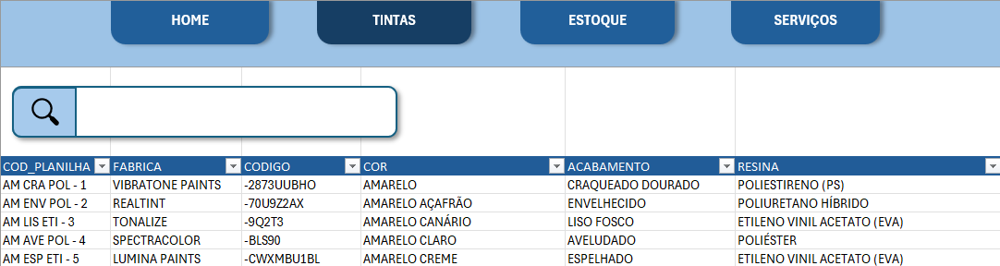 HOME TINTAS ESTOQUE SERVIÇOS
COD_PLANILHA FABRICA CODIGO COR ACABAMENTO RESINA
AM CRA POL - 1 VIBRATONE PAINTS -2873UUBHO AMARELO CRAQUEADO DOURADO POLIESTIRENO (PS)
AM ENV POL - 2 REALTINT -70U9Z2AX AMARELO AÇAFRÃO ENVELHECIDO POLIURETANO HÍBRIDO
AM LIS ETI - 3 TONALIZE -9Q2T3 AMARELO CANÁRIO LISO FOSCO ETILENO VINIL ACETATO (EVA)
AM AVE POL - 4 SPECTRACOLOR -BLS90 AMARELO CLARO AVELUDADO POLIÉSTER
AM ESP ETI - 5 LUMINA PAINTS -CWXMBU1BL AMARELO CREME ESPELHADO ETILENO VINIL ACETATO (EVA)